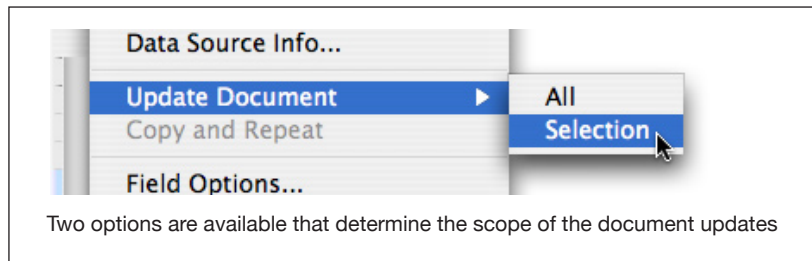 Data Source Info...
Update Document
All
Copy and Repeat
Selection
Field Options...
Two options are available that determine the scope of the document updates